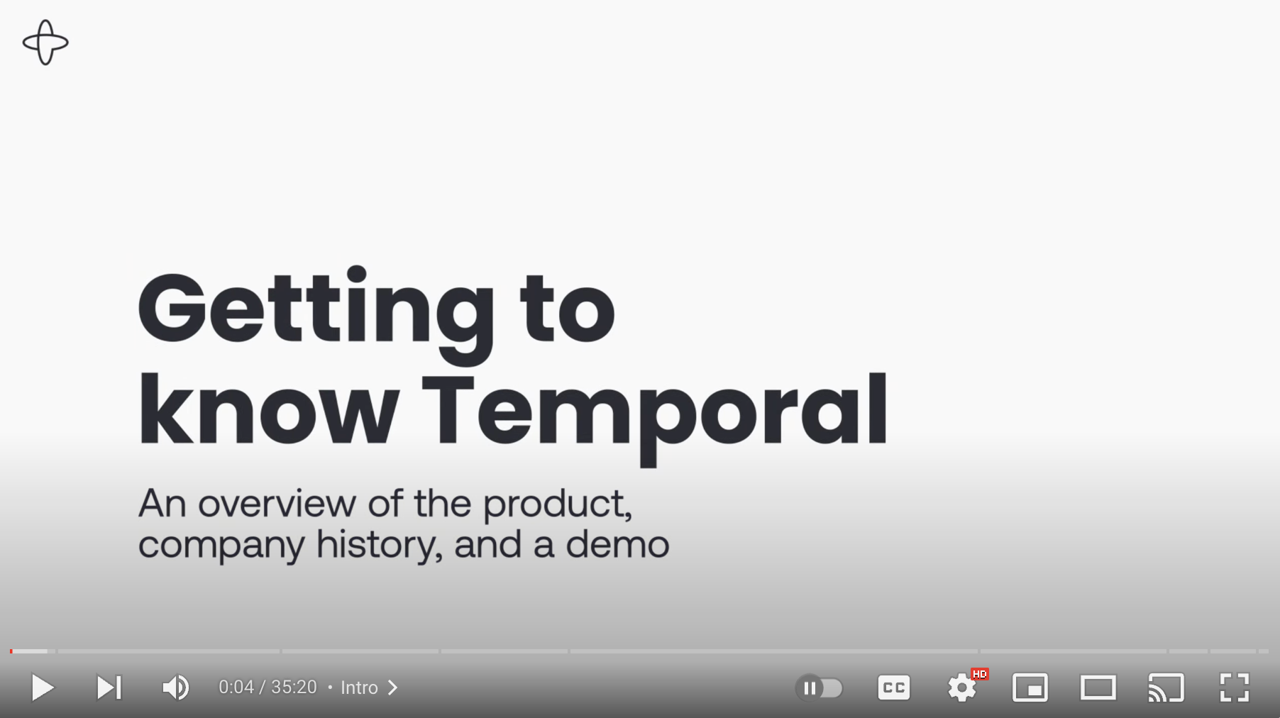 Getting to
know Temporal
An overview of the product,
company history, and a demo
0:04 / 35:20 • Intro
CC
HD